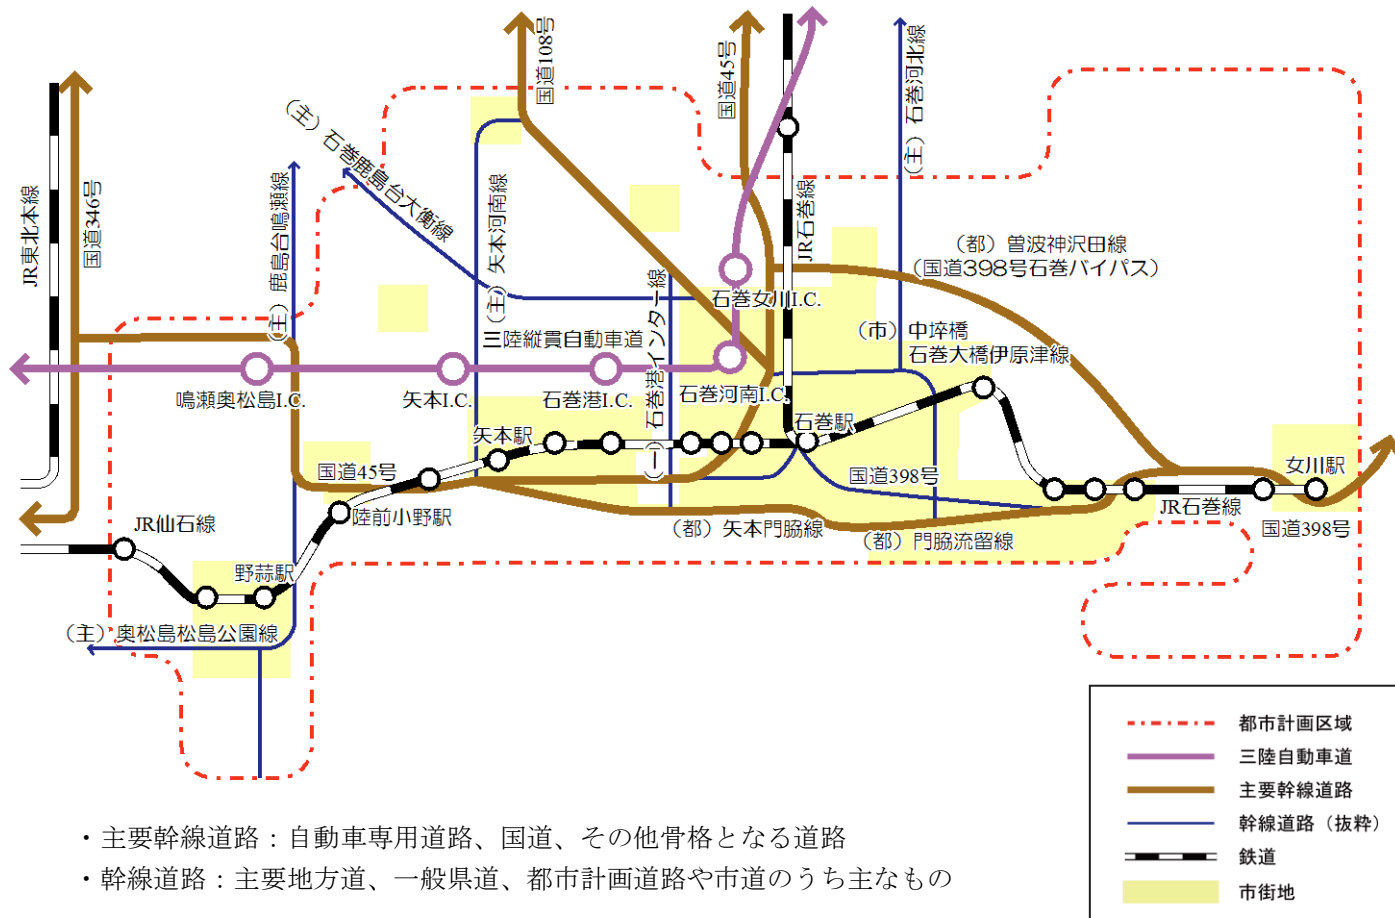 国道108号
国道45号
(主)石巻河北線
(主)石巻鹿島台大衡線
JR東北本線
国道346号
(主)鹿島台鳴瀬線
(主)矢本河南線
JR石巻線
(都)曽波神沢田線
(国道398号石巻バイパス)
石巻女川I.C.
(一)石巻港インター線
三陸縦貫自動車道
(市)中埣橋
石巻大橋伊原津線
鳴瀬奥松島I.C.
矢本I.C.
石巻港I.C.
石巻河南I.C.
矢本駅
石巻駅
国道45号
国道398号
女川駅
陸前小野駅
JR仙石線
(都)矢本門脇線
(都)門脇流留線
JR石巻線
国道398号
野蒜駅
(主)奥松島松島公園線
都市計画区域
三陸自動車道
主要幹線道路
幹線道路(抜粋)
鉄道
市街地
・主要幹線道路：自動車専用道路、国道、その他骨格となる道路
・幹線道路：主要地方道、一般県道、都市計画道路や市道のうち主なもの